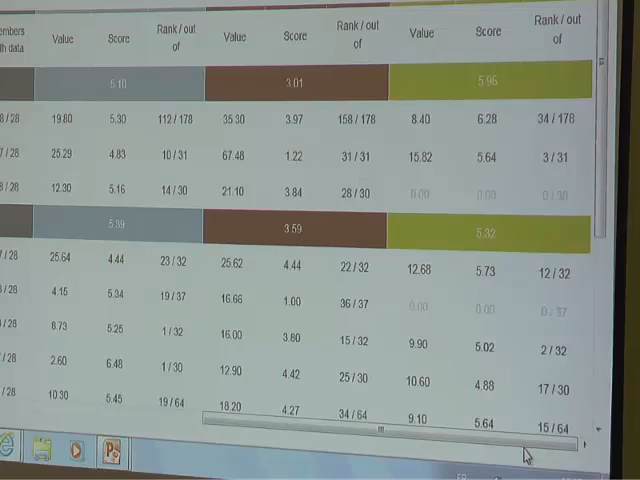 embers Value Score Rank / out Value Score Rank / out Value Score Rank / out
th data of of of
5.10 3.01 5.96
8 / 28 19.80 5.30 112 / 178 35.30 3.97 158 / 178 8.40 6.28 34 / 178
7 / 28 25.29 4.83 10 / 31 67.48 1.22 31 / 31 15.82 5.64 3 / 31
8 / 28 12.30 5.16 14 / 30 21.10 3.84 28 / 30 0.00 0.00 0 / 30
5.39 3.59 5.32
7 / 28 25.64 4.44 23 / 32 25.62 4.44 22 / 32 12.68 5.73 12 / 32
/ 28 4.15 5.34 19 / 37 16.66 1.00 36 / 37 0.00 0.00 0 / 37
/ 28 8.73 5.25 1 / 32 16.00 3.80 15 / 32 9.90 5.02 2 / 32
/ 28 2.60 6.48 1 / 30 12.90 4.42 25 / 30 10.60 4.88 17 / 30
/ 28 10.30 5.45 19 / 64 18.20 4.27 34 / 64 9.10 5.64 15 / 64